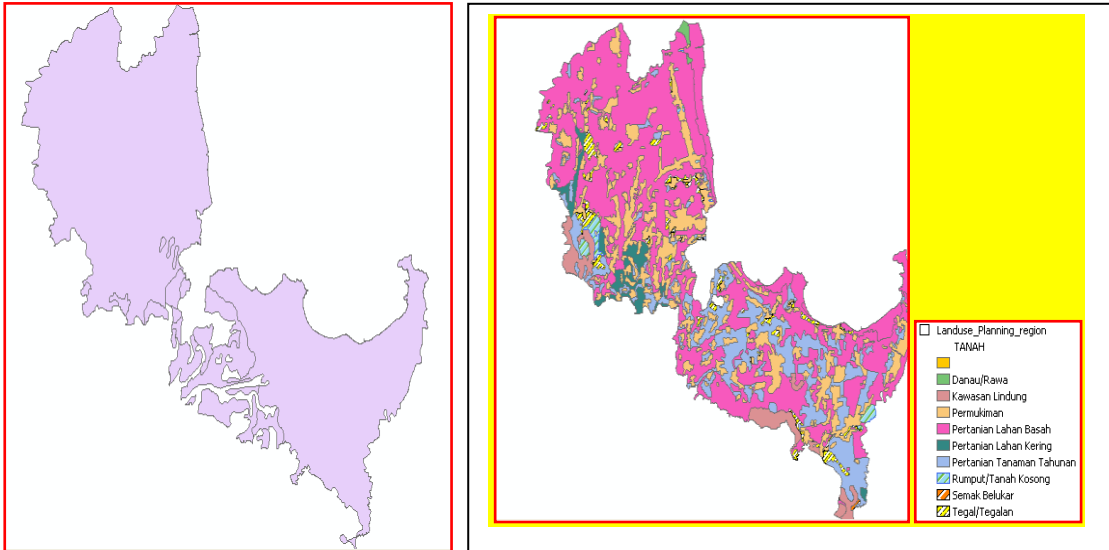 Landuse_Planning_region
TANAH
Danau/Rawa
Kawasan Lindung
Permukiman
Pertanian Lahan Basah
Pertanian Lahan Kering
Pertanian Tanaman Tahunan
Rumput/Tanah Kosong
Semak Belukar
Tegal/Tegalan